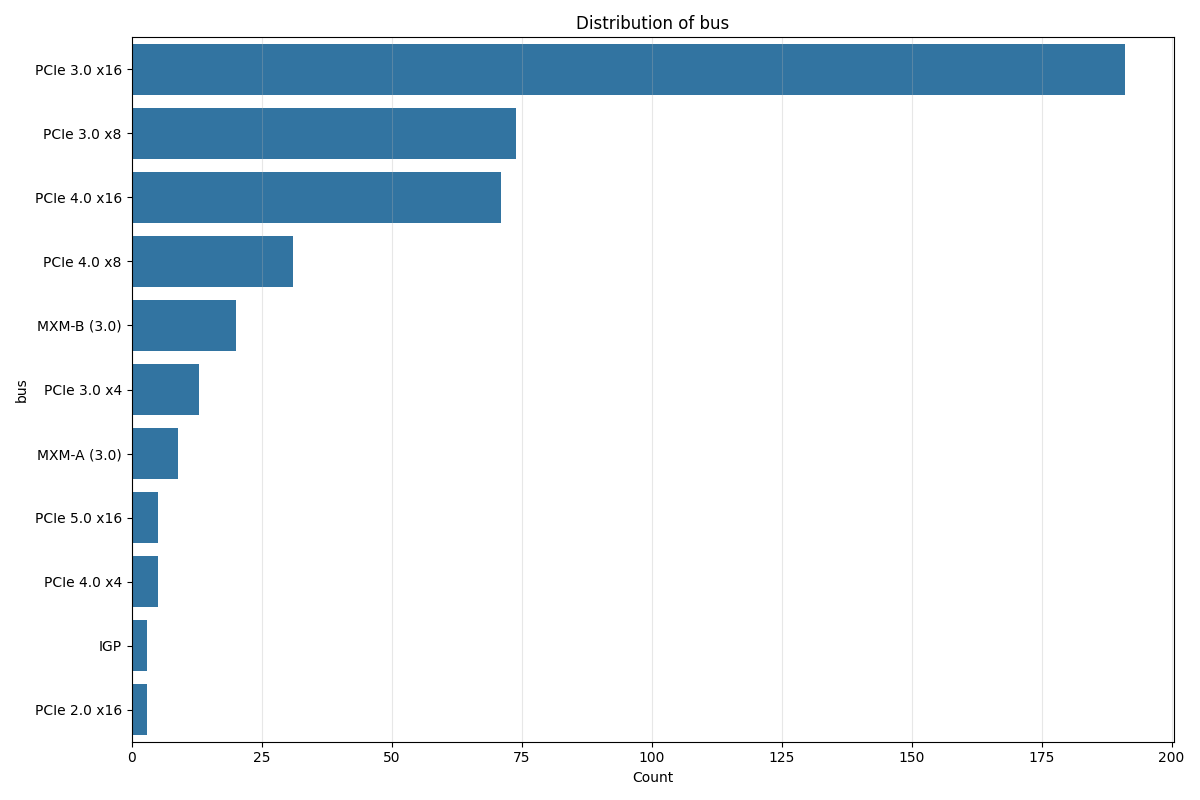 Distribution of bus
PCIe 3.0 x16
PCIe 3.0 x8
PCIe 4.0 x16
PCIe 4.0 x8
MXM-B (3.0)
PCIe 3.0 x4
MXM-A (3.0)
PCIe 5.0 x16
PCIe 4.0 x4
IGP
PCIe 2.0 x16
bus
0 25 50 75 100 125 150 175 200
Count